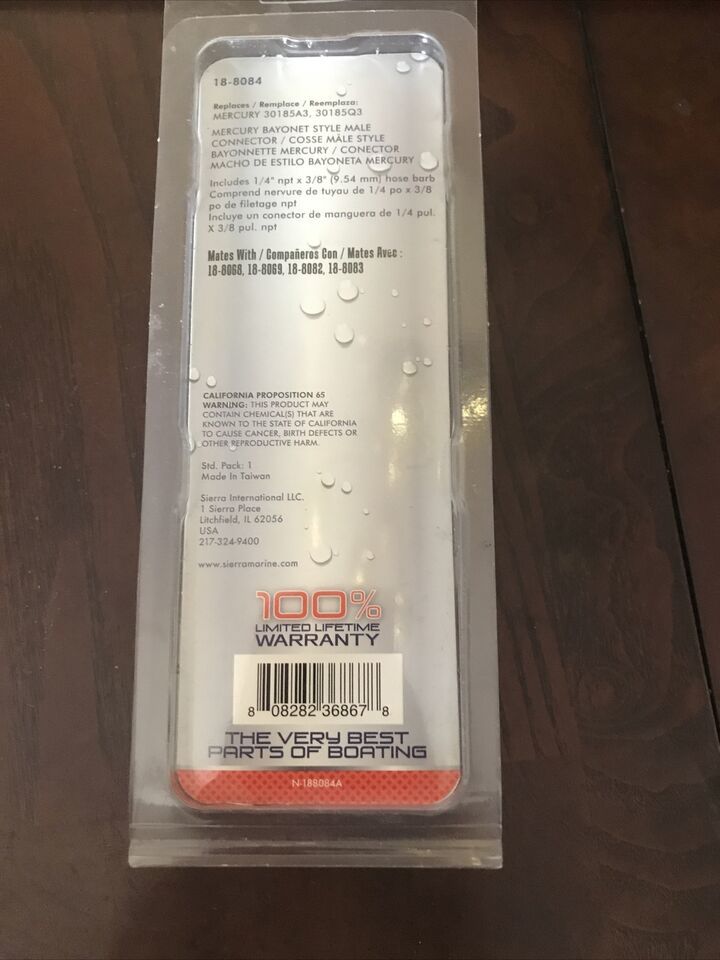 18-8084
Replaces / Remplace / Reemplaza:
MERCURY 30185A3, 30185Q3
MERCURY BAYONET STYLE MALE
CONNECTOR / COSSE MÂLE STYLE
BAYONNETTE MERCURY / CONECTOR
MACHO DE ESTILO BAYONETA MERCURY
Includes 1/4" npt x 3/8" (9.54 mm) hose barb
Comprend nervure de tuyau de 1/4 po x 3/8
po de filetage npt
Incluye un conector de manguera de 1/4 pul.
X 3/8 pul. npt
Mates With / Compañeros Con / Mates Avec :
18-8068, 18-8069, 18-8082, 18-8083
CALIFORNIA PROPOSITION 65
WARNING: THIS PRODUCT MAY
CONTAIN CHEMICAL(S) THAT ARE
KNOWN TO THE STATE OF CALIFORNIA
TO CAUSE CANCER, BIRTH DEFECTS OR
OTHER REPRODUCTIVE HARM.
Std. Pack: 1
Made In Taiwan
Sierra International LLC.
1 Sierra Place
Litchfield, IL 62056
USA
217-324-9400
www.sierramarine.com
100%
LIMITED LIFETIME
WARRANTY
8 08282 36867 8
THE VERY BEST
PARTS OF BOATING
N-188084A